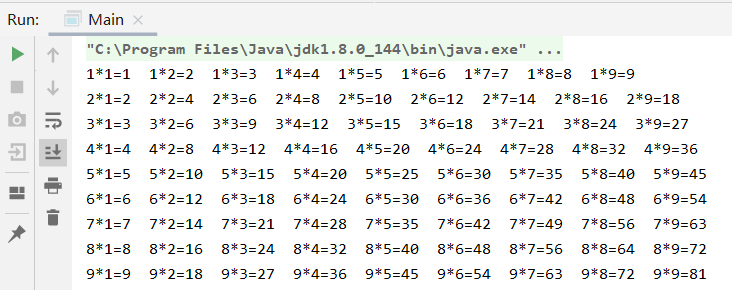 Run: Main ×
"C:\Program Files\Java\jdk1.8.0_144\bin\java.exe" ...
1*1=1  1*2=2  1*3=3  1*4=4  1*5=5  1*6=6  1*7=7  1*8=8  1*9=9
2*1=2  2*2=4  2*3=6  2*4=8  2*5=10  2*6=12  2*7=14  2*8=16  2*9=18
3*1=3  3*2=6  3*3=9  3*4=12  3*5=15  3*6=18  3*7=21  3*8=24  3*9=27
4*1=4  4*2=8  4*3=12  4*4=16  4*5=20  4*6=24  4*7=28  4*8=32  4*9=36
5*1=5  5*2=10  5*3=15  5*4=20  5*5=25  5*6=30  5*7=35  5*8=40  5*9=45
6*1=6  6*2=12  6*3=18  6*4=24  6*5=30  6*6=36  6*7=42  6*8=48  6*9=54
7*1=7  7*2=14  7*3=21  7*4=28  7*5=35  7*6=42  7*7=49  7*8=56  7*9=63
8*1=8  8*2=16  8*3=24  8*4=32  8*5=40  8*6=48  8*7=56  8*8=64  8*9=72
9*1=9  9*2=18  9*3=27  9*4=36  9*5=45  9*6=54  9*7=63  9*8=72  9*9=81